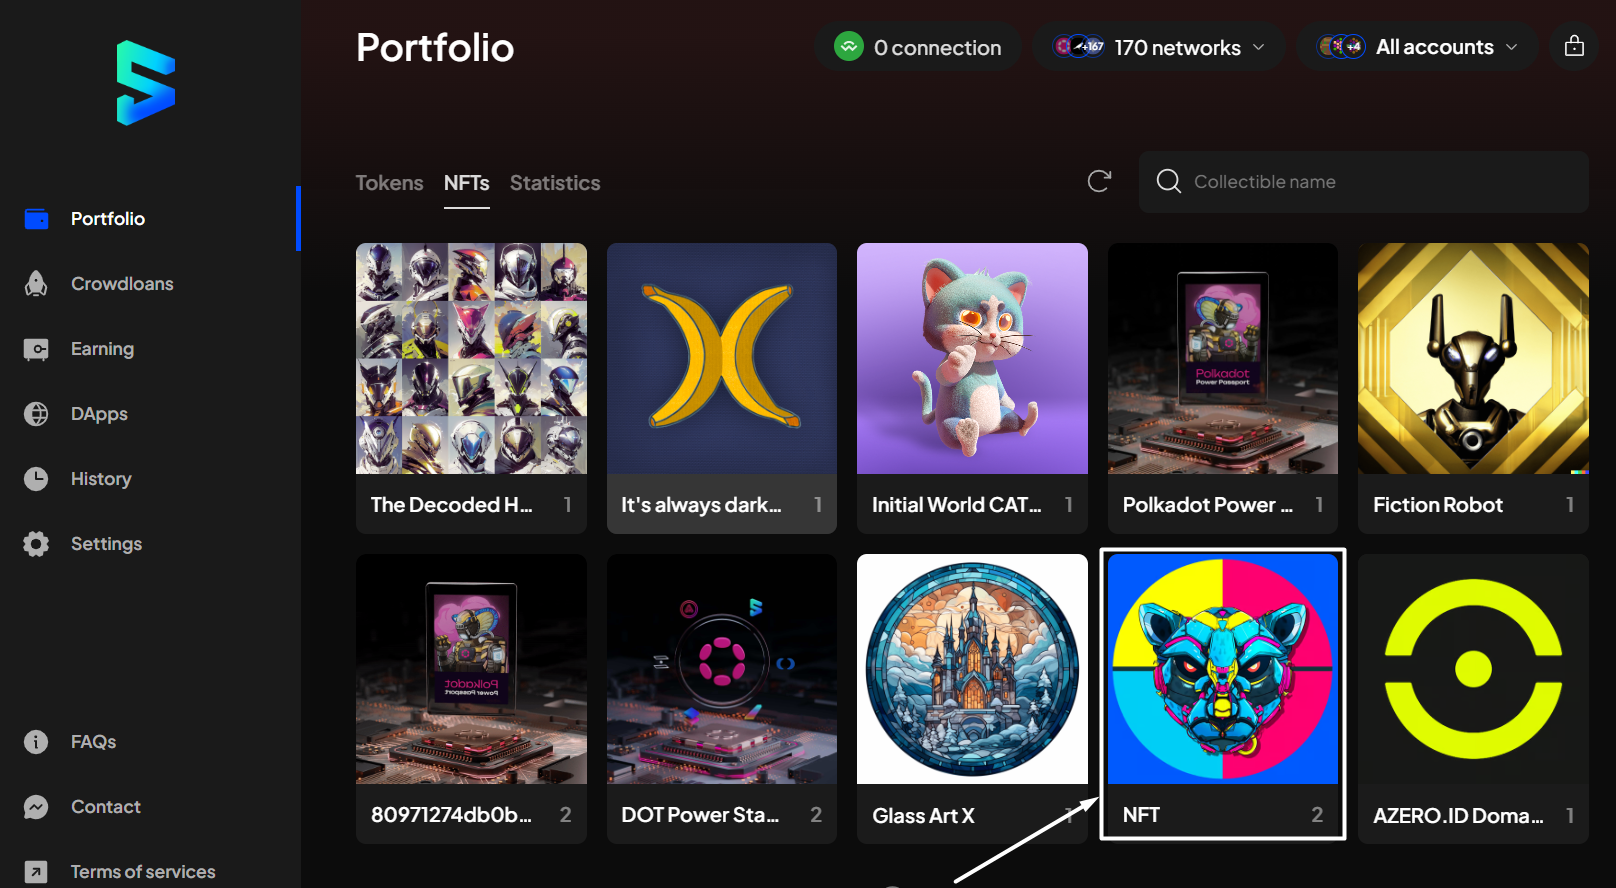 Portfolio
0 connection
+167 170 networks
+4 All accounts
Portfolio
Crowdloans
Earning
DApps
History
Settings
FAQs
Contact
Terms of services
Tokens NFTs Statistics
Collectible name
Polkadot
Power Passport
The Decoded H... 1
It's always dark... 1
Initial World CAT... 1
Polkadot Power ... 1
Fiction Robot 1
Polkadot
Power Passport
80971274db0b... 2
DOT Power Sta... 2
Glass Art X 1
NFT 2
AZERO.ID Doma... 1